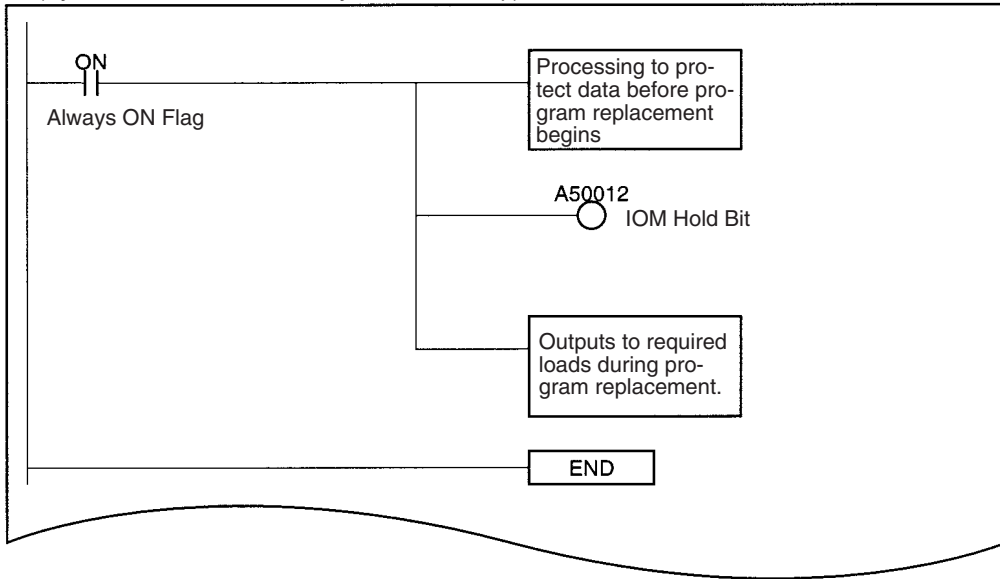 ON
Always ON Flag
Processing to pro-
tect data before pro-
gram replacement
begins
A50012
IOM Hold Bit
Outputs to required
loads during pro-
gram replacement.
END